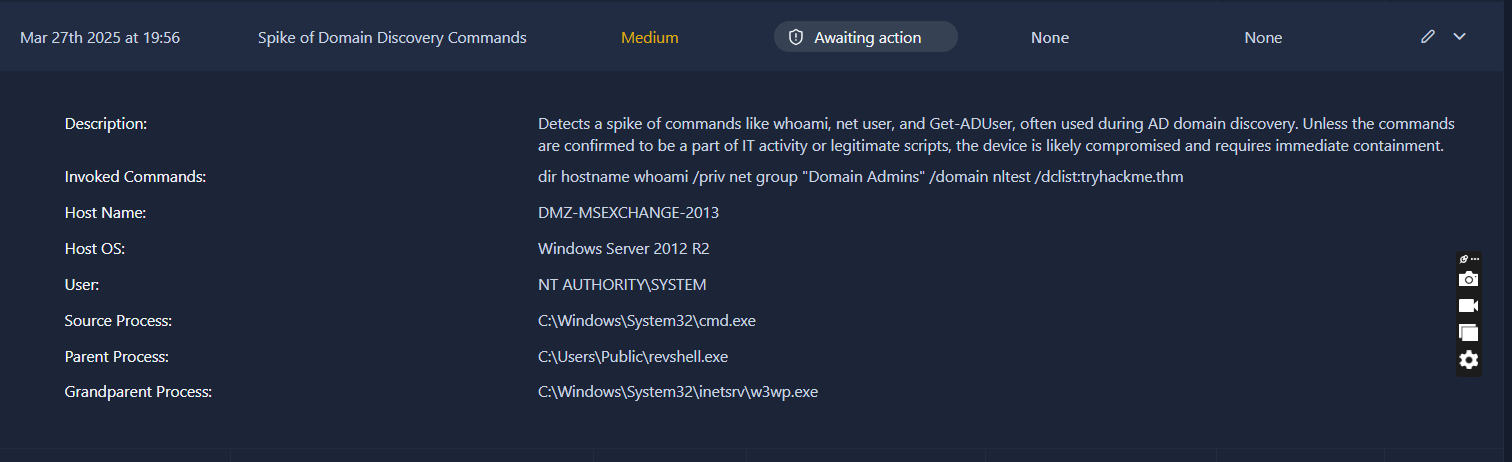 Mar 27th 2025 at 19:56 Spike of Domain Discovery Commands Medium Awaiting action None None
Description: Detects a spike of commands like whoami, net user, and Get-ADUser, often used during AD domain discovery. Unless the commands
are confirmed to be a part of IT activity or legitimate scripts, the device is likely compromised and requires immediate containment.
Invoked Commands: dir hostname whoami /priv net group "Domain Admins" /domain nltest /dclist:tryhackme.thm
Host Name: DMZ-MSEXCHANGE-2013
Host OS: Windows Server 2012 R2
User: NT AUTHORITY\SYSTEM
Source Process: C:\Windows\System32\cmd.exe
Parent Process: C:\Users\Public\revshell.exe
Grandparent Process: C:\Windows\System32\inetsrv\w3wp.exe